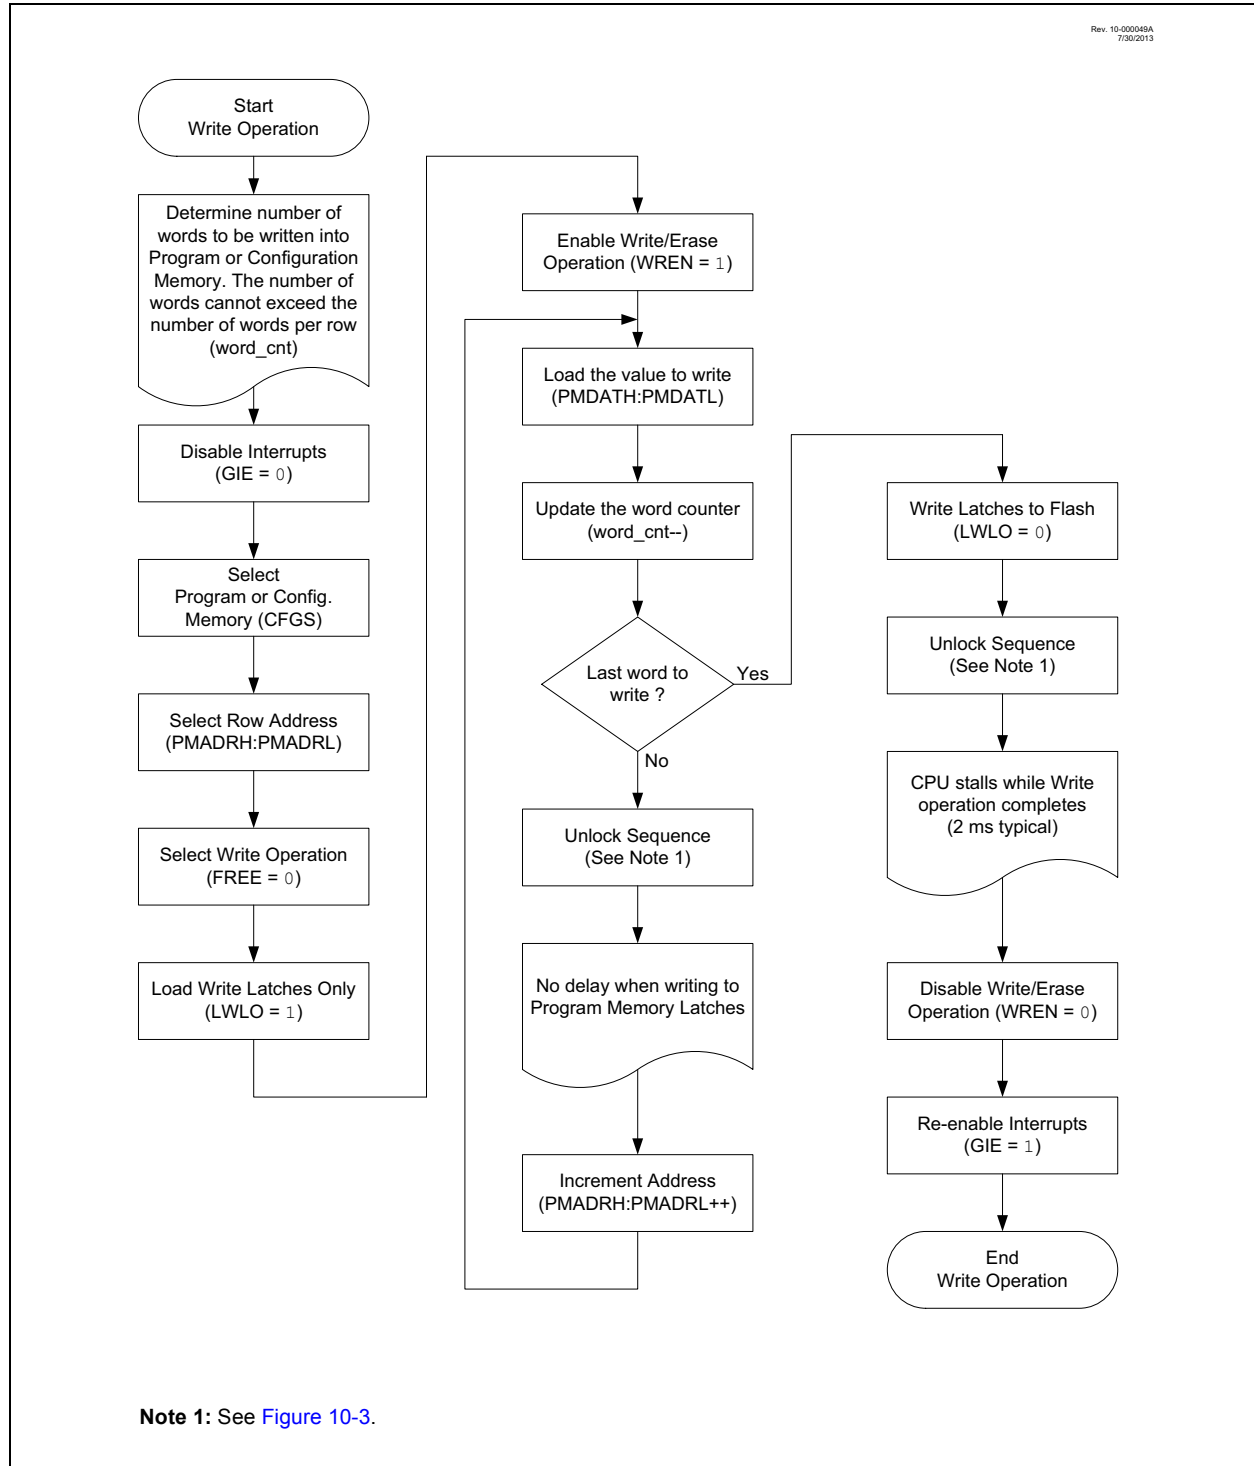 Rev. 10-000049A
7/30/2013
Start
Write Operation
Determine number of
words to be written into
Program or Configuration
Memory. The number of
words cannot exceed the
number of words per row
(word_cnt)
Disable Interrupts
(GIE = 0)
Select
Program or Config.
Memory (CFGS)
Select Row Address
(PMADRH:PMADRL)
Select Write Operation
(FREE = 0)
Load Write Latches Only
(LWLO = 1)
Enable Write/Erase
Operation (WREN = 1)
Load the value to write
(PMDATH:PMDATL)
Update the word counter
(word_cnt--)
Last word to
write ?
Yes
No
Unlock Sequence
(See Note 1)
No delay when writing to
Program Memory Latches
Increment Address
(PMADRH:PMADRL++)
Write Latches to Flash
(LWLO = 0)
Unlock Sequence
(See Note 1)
CPU stalls while Write
operation completes
(2 ms typical)
Disable Write/Erase
Operation (WREN = 0)
Re-enable Interrupts
(GIE = 1)
End
Write Operation
Note 1: See Figure 10-3.